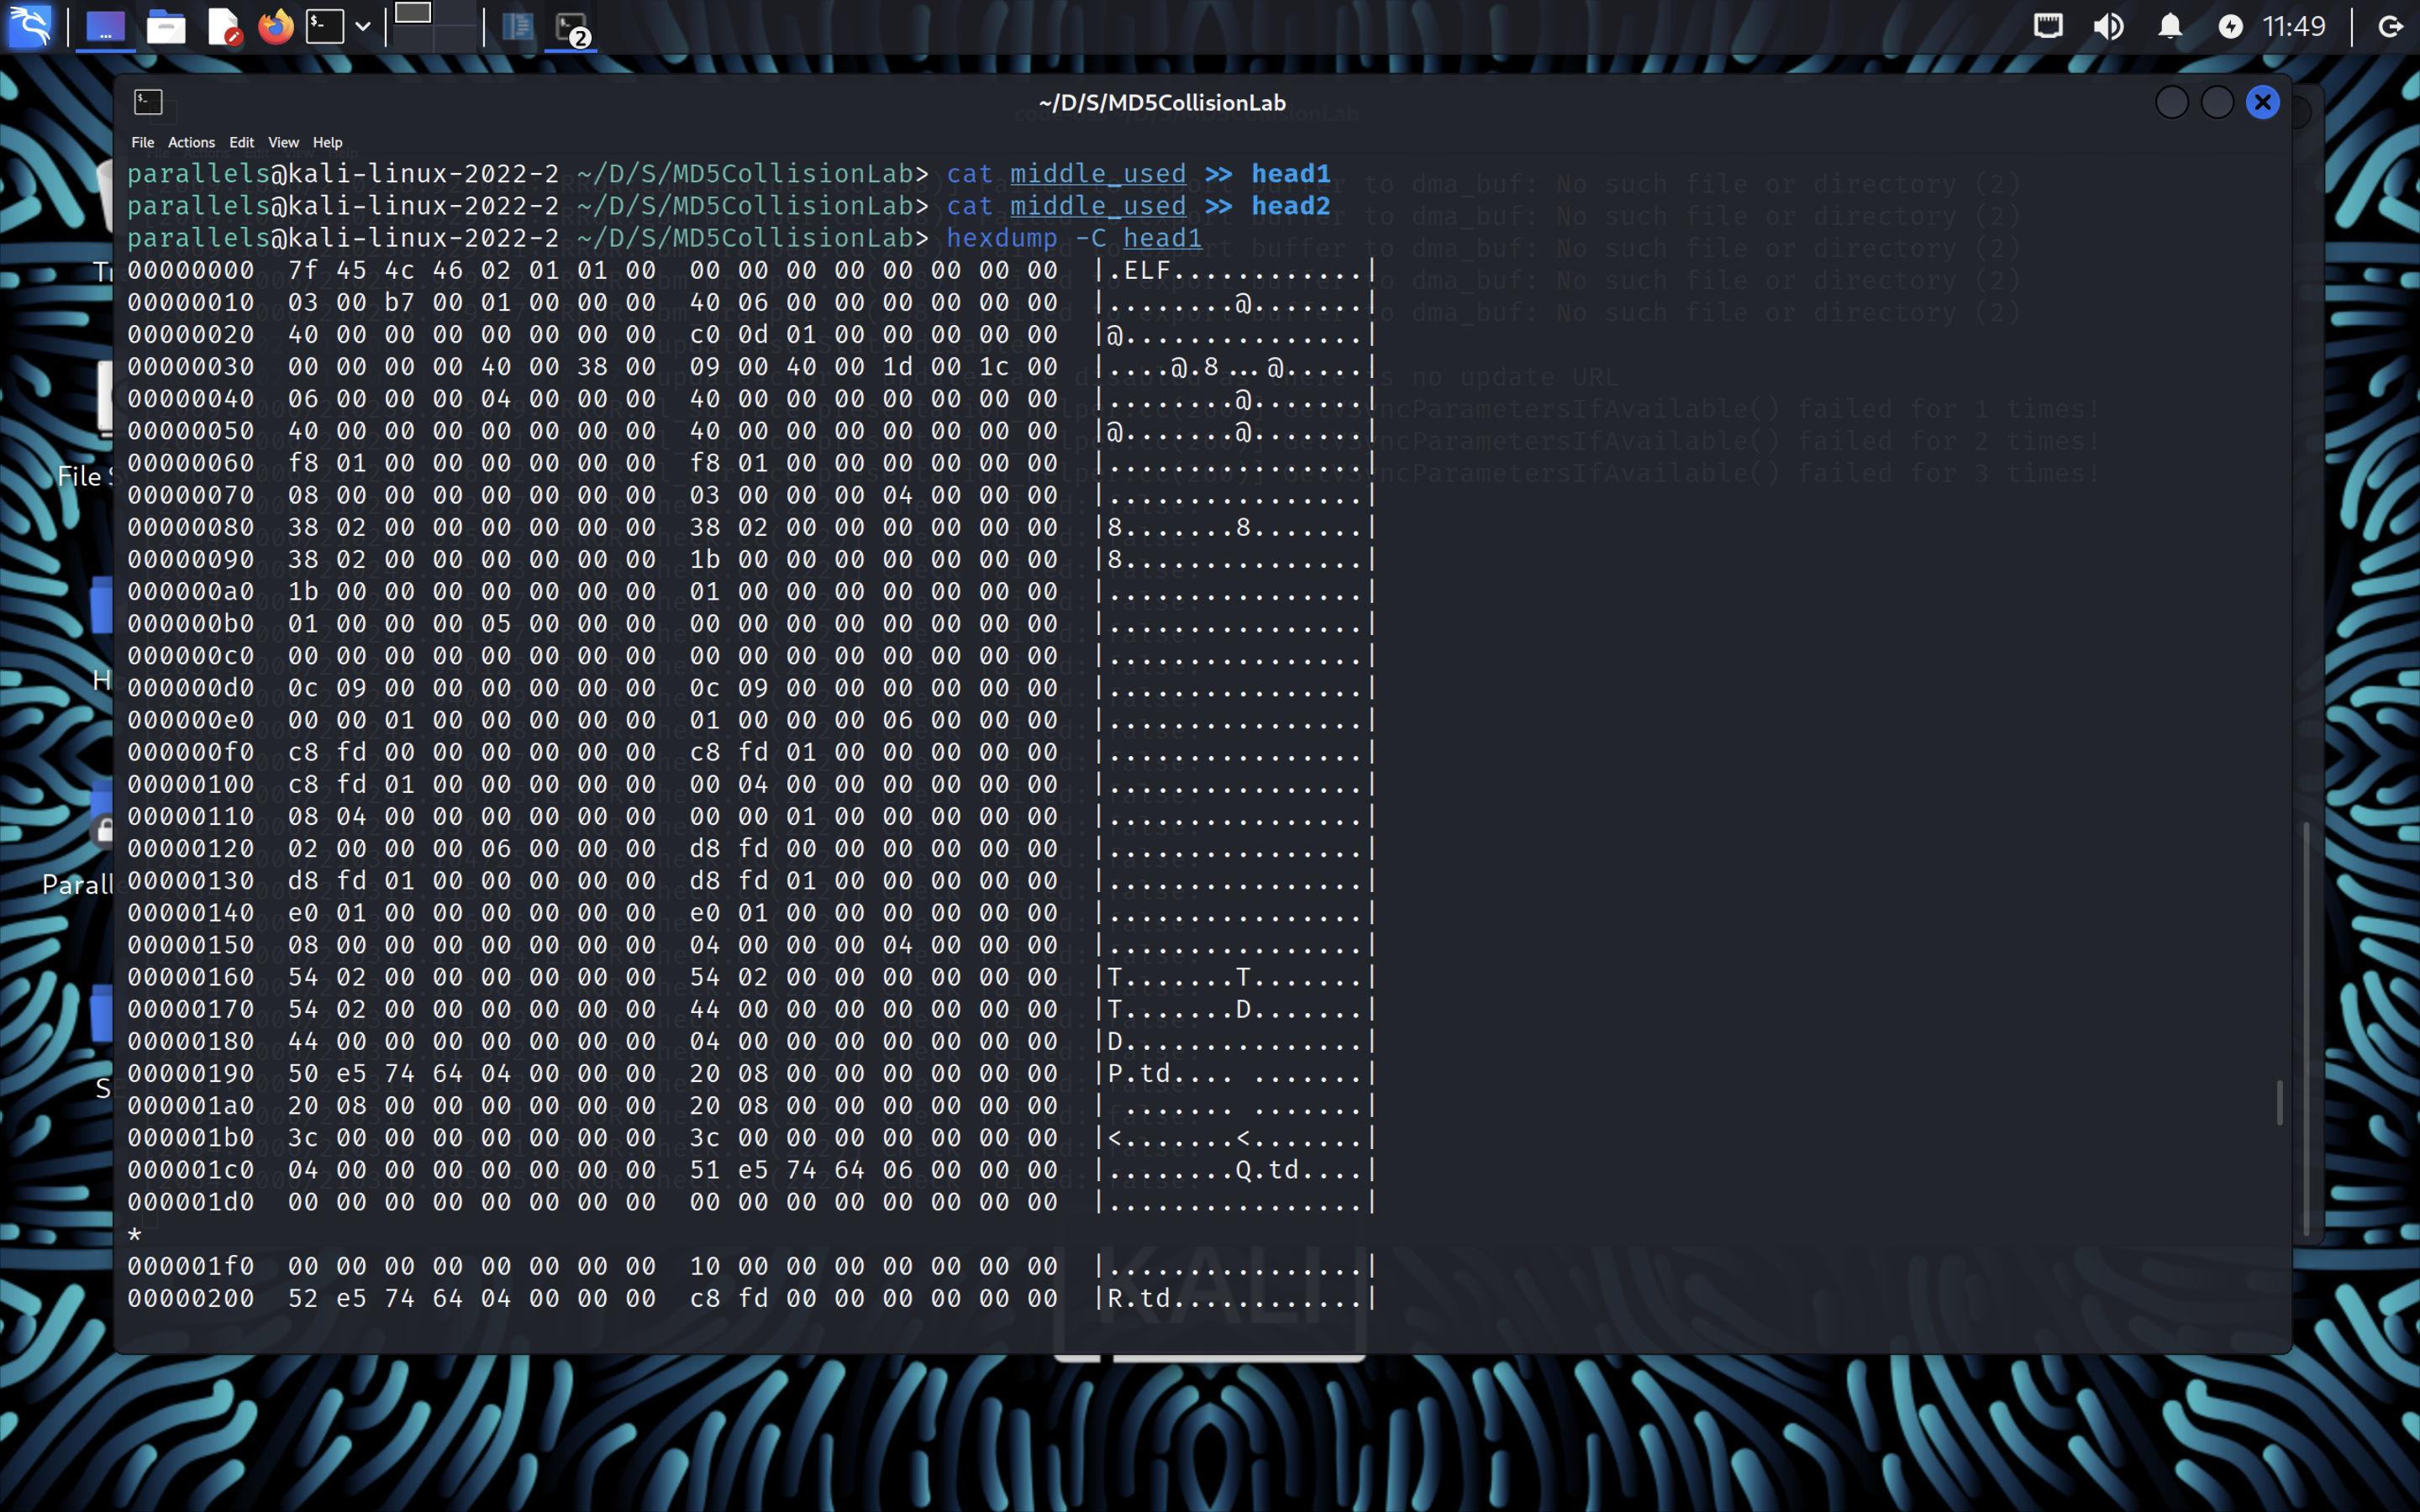 2
11:49
~/D/S/MD5CollisionLab
File Actions Edit View Help
parallels@kali-linux-2022-2 ~/D/S/MD5CollisionLab> cat middle_used >> head1
parallels@kali-linux-2022-2 ~/D/S/MD5CollisionLab> cat middle_used >> head2
parallels@kali-linux-2022-2 ~/D/S/MD5CollisionLab> hexdump -C head1
00000000  7f 45 4c 46 02 01 01 00  00 00 00 00 00 00 00 00  |.ELF............|
00000010  03 00 b7 00 01 00 00 00  40 06 00 00 00 00 00 00  |........@.......|
00000020  40 00 00 00 00 00 00 00  c0 0d 01 00 00 00 00 00  |@...............|
00000030  00 00 00 00 40 00 38 00  09 00 40 00 1d 00 1c 00  |....@.8...@.....|
00000040  06 00 00 00 04 00 00 00  40 00 00 00 00 00 00 00  |........@.......|
00000050  40 00 00 00 00 00 00 00  40 00 00 00 00 00 00 00  |@.......@.......|
00000060  f8 01 00 00 00 00 00 00  f8 01 00 00 00 00 00 00  |................|
00000070  08 00 00 00 00 00 00 00  03 00 00 00 04 00 00 00  |................|
00000080  38 02 00 00 00 00 00 00  38 02 00 00 00 00 00 00  |8.......8.......|
00000090  38 02 00 00 00 00 00 00  1b 00 00 00 00 00 00 00  |8...............|
000000a0  1b 00 00 00 00 00 00 00  01 00 00 00 00 00 00 00  |................|
000000b0  01 00 00 00 05 00 00 00  00 00 00 00 00 00 00 00  |................|
000000c0  00 00 00 00 00 00 00 00  00 00 00 00 00 00 00 00  |................|
000000d0  0c 09 00 00 00 00 00 00  0c 09 00 00 00 00 00 00  |................|
000000e0  00 00 01 00 00 00 00 00  01 00 00 00 06 00 00 00  |................|
000000f0  c8 fd 00 00 00 00 00 00  c8 fd 01 00 00 00 00 00  |................|
00000100  c8 fd 01 00 00 00 00 00  00 04 00 00 00 00 00 00  |................|
00000110  08 04 00 00 00 00 00 00  00 00 01 00 00 00 00 00  |................|
00000120  02 00 00 00 06 00 00 00  d8 fd 00 00 00 00 00 00  |................|
00000130  d8 fd 01 00 00 00 00 00  d8 fd 01 00 00 00 00 00  |................|
00000140  e0 01 00 00 00 00 00 00  e0 01 00 00 00 00 00 00  |................|
00000150  08 00 00 00 00 00 00 00  04 00 00 00 04 00 00 00  |................|
00000160  54 02 00 00 00 00 00 00  54 02 00 00 00 00 00 00  |T.......T.......|
00000170  54 02 00 00 00 00 00 00  44 00 00 00 00 00 00 00  |T.......D.......|
00000180  44 00 00 00 00 00 00 00  04 00 00 00 00 00 00 00  |D...............|
00000190  50 e5 74 64 04 00 00 00  20 08 00 00 00 00 00 00  |P.td.... .......|
000001a0  20 08 00 00 00 00 00 00  20 08 00 00 00 00 00 00  | ....... .......|
000001b0  3c 00 00 00 00 00 00 00  3c 00 00 00 00 00 00 00  |<.......<.......|
000001c0  04 00 00 00 00 00 00 00  51 e5 74 64 06 00 00 00  |........Q.td....|
000001d0  00 00 00 00 00 00 00 00  00 00 00 00 00 00 00 00  |................|
*
000001f0  00 00 00 00 00 00 00 00  10 00 00 00 00 00 00 00  |................|
00000200  52 e5 74 64 04 00 00 00  c8 fd 00 00 00 00 00 00  |R.td............|
File
Parall